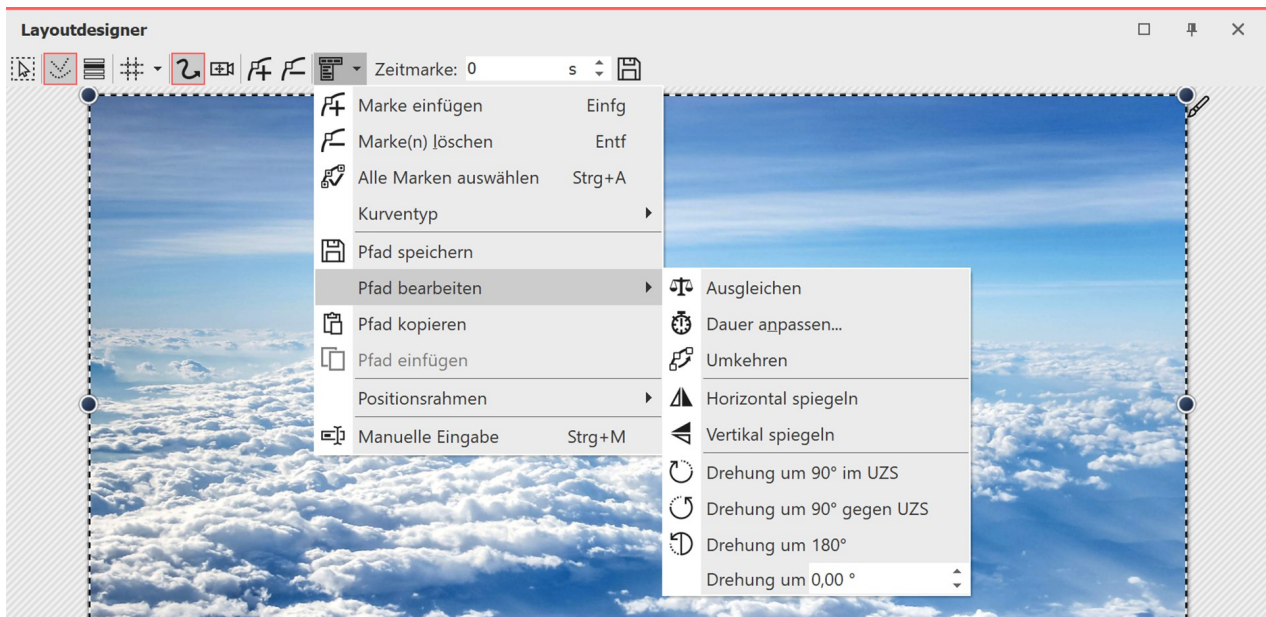 Layoutdesigner
Zeitmarke: 0 s
Marke einfügen Einfg
Marke(n) löschen Entf
Alle Marken auswählen Strg+A
Kurventyp
Pfad speichern
Pfad bearbeiten
Pfad kopieren
Pfad einfügen
Positionsrahmen
Manuelle Eingabe Strg+M
Ausgleichen
Dauer anpassen...
Umkehren
Horizontal spiegeln
Vertikal spiegeln
Drehung um 90° im UZS
Drehung um 90° gegen UZS
Drehung um 180°
Drehung um 0,00 °